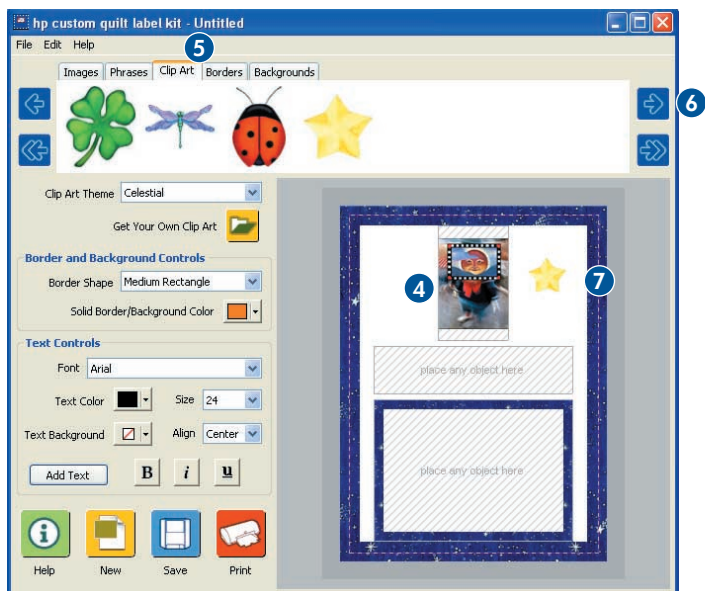 hp custom quilt label kit - Untitled
File Edit Help
5
Images Phrases Clip Art Borders Backgrounds
6
Clip Art Theme Celestial
Get Your Own Clip Art
Border and Background Controls
Border Shape Medium Rectangle
Solid Border/Background Color
Text Controls
Font Arial
Text Color Size 24
Text Background Align Center
Add Text B i u
Help New Save Print
4
7
place any object here
place any object here